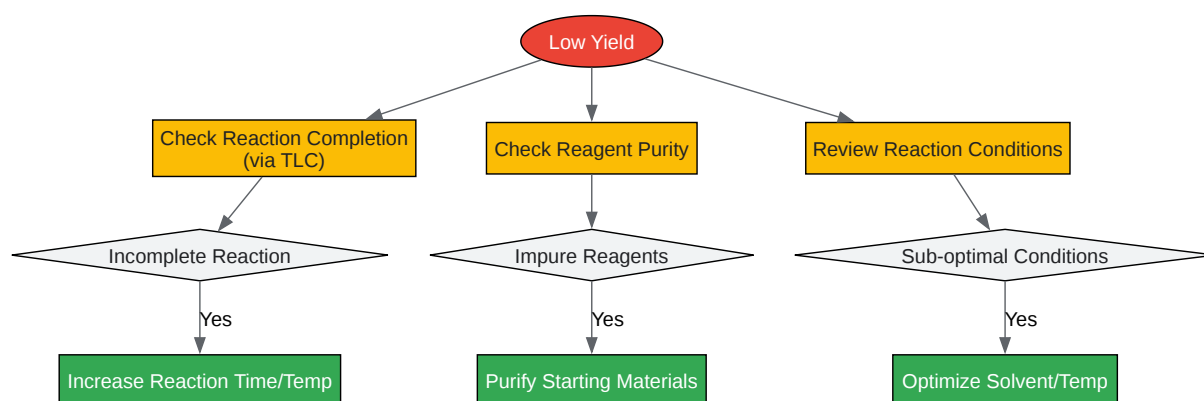 Low Yield
Check Reaction Completion
(via TLC)
Check Reagent Purity
Review Reaction Conditions
Incomplete Reaction
Impure Reagents
Sub-optimal Conditions
Yes
Yes
Yes
Increase Reaction Time/Temp
Purify Starting Materials
Optimize Solvent/Temp